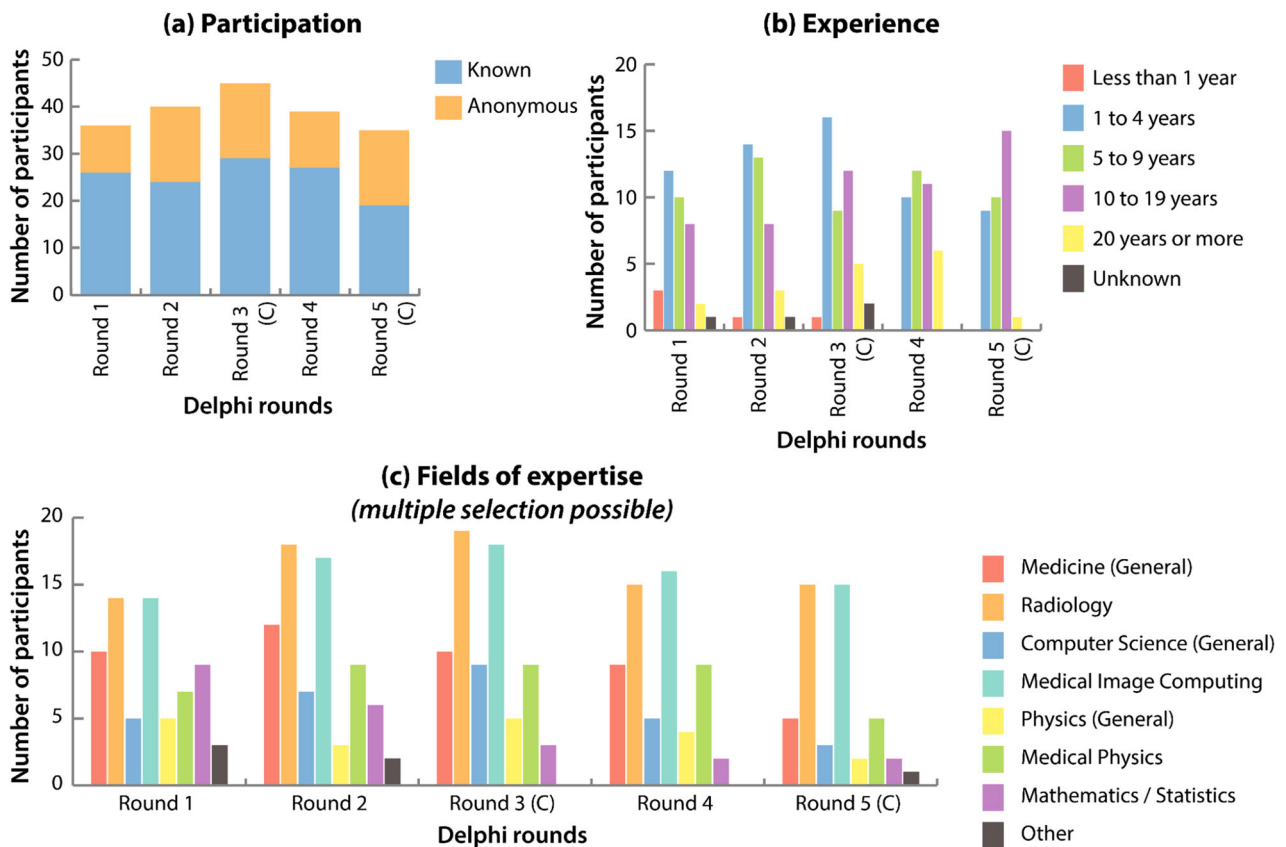 (a) Participation
Number of participants
50
40
30
20
10
0
Round 1
Round 2
Round 3
(C)
Round 4
Round 5
(C)
Delphi rounds
Known
Anonymous
(b) Experience
Number of participants
20
15
10
5
0
Round 1
Round 2
Round 3
(C)
Round 4
Round 5
(C)
Delphi rounds
Less than 1 year
1 to 4 years
5 to 9 years
10 to 19 years
20 years or more
Unknown
(c) Fields of expertise
(multiple selection possible)
Number of participants
20
15
10
5
0
Round 1
Round 2
Round 3 (C)
Round 4
Round 5 (C)
Delphi rounds
Medicine (General)
Radiology
Computer Science (General)
Medical Image Computing
Physics (General)
Medical Physics
Mathematics / Statistics
Other